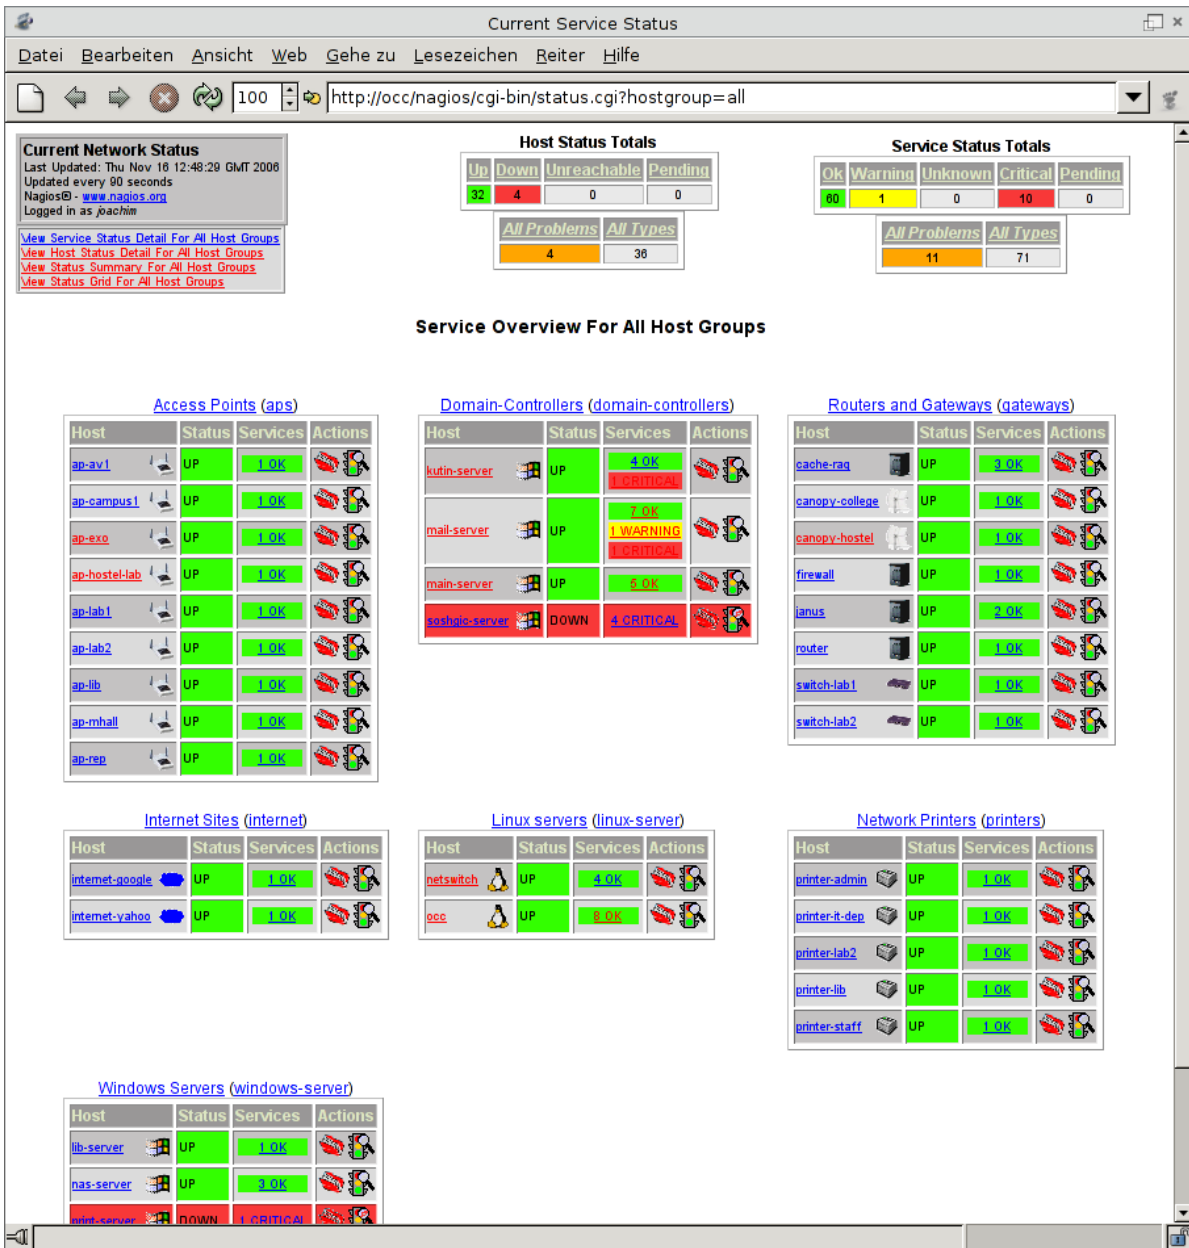 Current Service Status
Datei Bearbeiten Ansicht Web Gehe zu Lesezeichen Reiter Hilfe
100 http://occ/nagios/cgi-bin/status.cgi?hostgroup=all
Current Network Status
Last Updated: Thu Nov 16 12:48:29 GMT 2006
Updated every 90 seconds
Nagios® - www.nagios.org
Logged in as joachim
View Service Status Detail For All Host Groups
View Host Status Detail For All Host Groups
View Status Summary For All Host Groups
View Status Grid For All Host Groups
Host Status Totals
Up Down Unreachable Pending
32 4 0 0
All Problems All Types
4 36
Service Status Totals
Ok Warning Unknown Critical Pending
60 1 0 10 0
All Problems All Types
11 71
Service Overview For All Host Groups
Access Points (aps)
Host Status Services Actions
ap-av1 UP 1 OK
ap-campus1 UP 1 OK
ap-exo UP 1 OK
ap-hostel-lab UP 1 OK
ap-lab1 UP 1 OK
ap-lab2 UP 1 OK
ap-lib UP 1 OK
ap-mhall UP 1 OK
ap-rep UP 1 OK
Domain-Controllers (domain-controllers)
Host Status Services Actions
kutin-server UP 4 OK
1 CRITICAL
mail-server UP 7 OK
1 WARNING
1 CRITICAL
main-server UP 5 OK
soshgic-server DOWN 4 CRITICAL
Routers and Gateways (gateways)
Host Status Services Actions
cache-raq UP 3 OK
canopy-college UP 1 OK
canopy-hostel UP 1 OK
firewall UP 1 OK
janus UP 2 OK
router UP 1 OK
switch-lab1 UP 1 OK
switch-lab2 UP 1 OK
Internet Sites (internet)
Host Status Services Actions
internet-google UP 1 OK
internet-yahoo UP 1 OK
Linux servers (linux-server)
Host Status Services Actions
netswitch UP 4 OK
occ UP 8 OK
Network Printers (printers)
Host Status Services Actions
printer-admin UP 1 OK
printer-it-dep UP 1 OK
printer-lab2 UP 1 OK
printer-lib UP 1 OK
printer-staff UP 1 OK
Windows Servers (windows-server)
Host Status Services Actions
lib-server UP 1 OK
nas-server UP 3 OK
print-server DOWN 1 CRITICAL